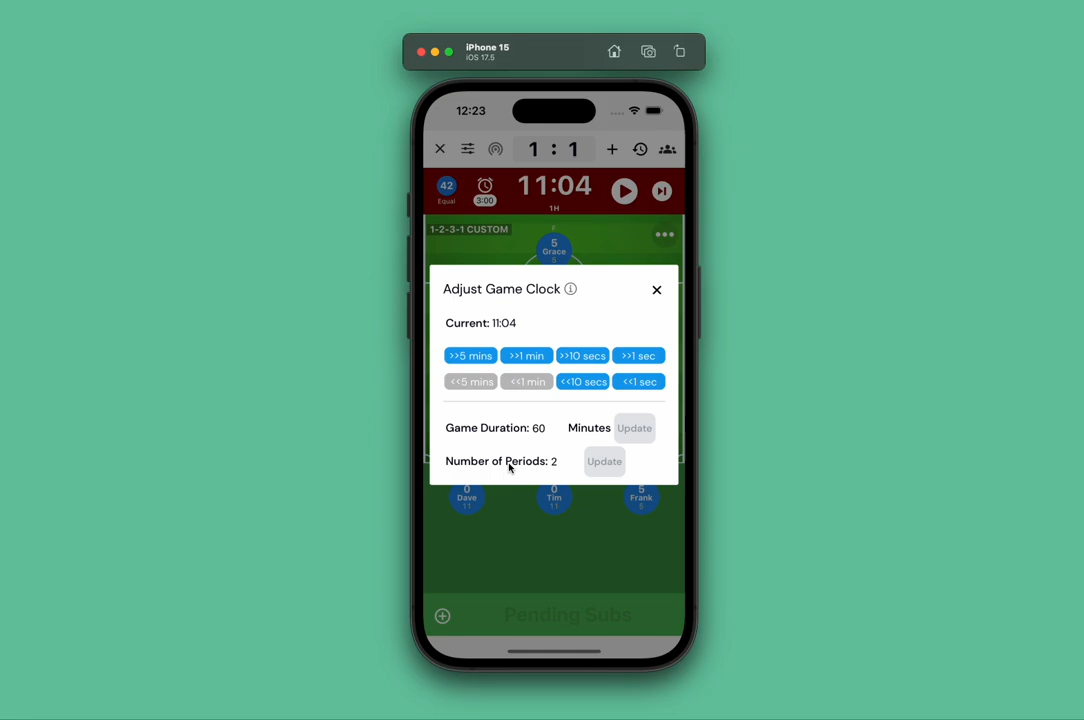 iPhone 15
iOS 17.5
12:23
1 : 1
42
Equal
3:00
11:04
1H
1-2-3-1 CUSTOM
F
5
Grace
5
Adjust Game Clock
Current: 11:04
>>5 mins >>1 min >>10 secs >>1 sec
<<5 mins <<1 min <<10 secs <<1 sec
Game Duration: 60 Minutes Update
Number of Periods: 2 Update
0 0 5
Dave Tim Frank
11 11 5
Pending Subs